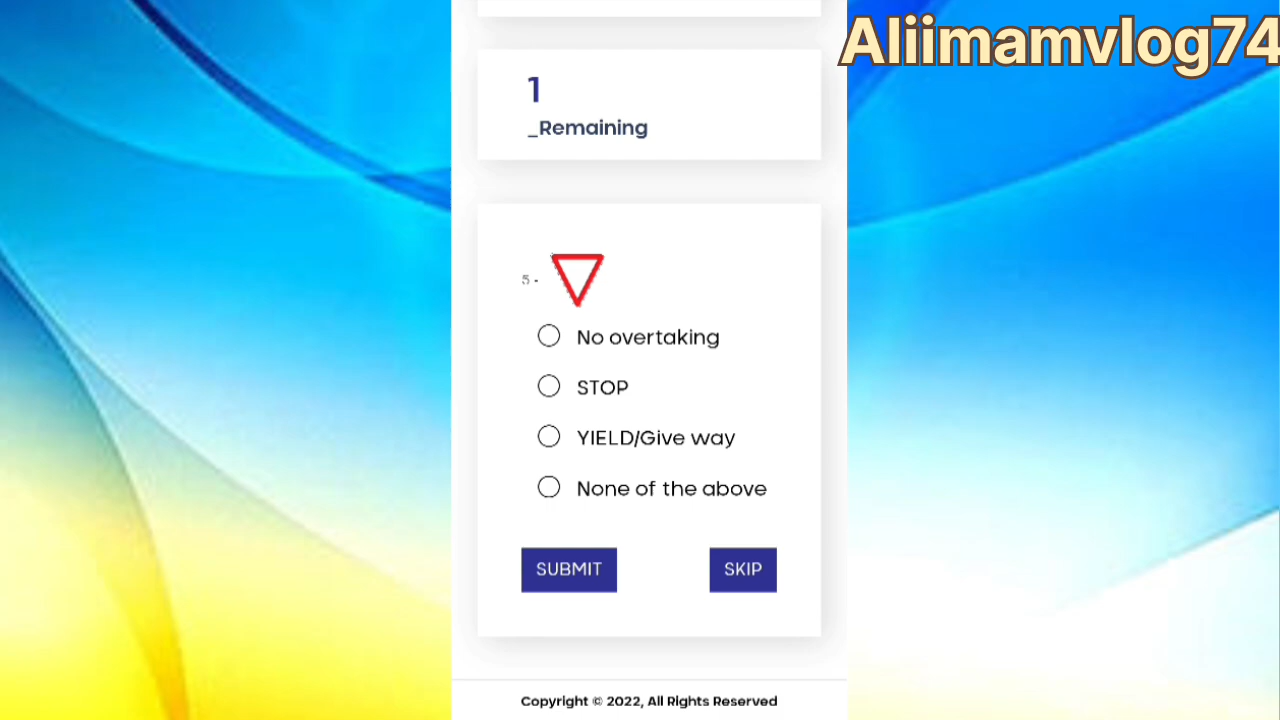 Aliimamvlog74
1
_Remaining
5 -
No overtaking
STOP
YIELD/Give way
None of the above
SUBMIT
SKIP
Copyright © 2022, All Rights Reserved